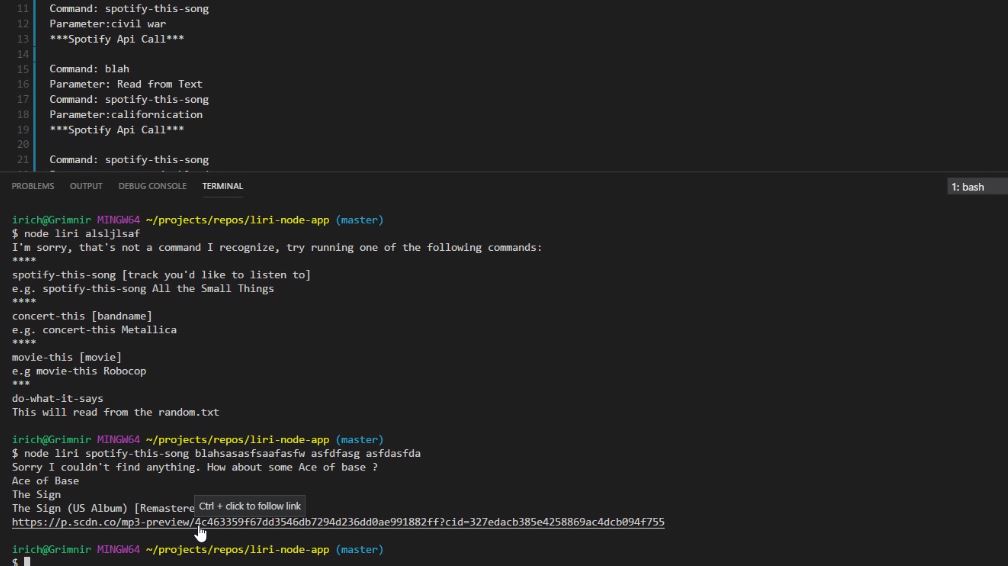 11 Command: spotify-this-song
12 Parameter:civil war
13 ***Spotify Api Call***
14
15 Command: blah
16 Parameter: Read from Text
17 Command: spotify-this-song
18 Parameter:californication
19 ***Spotify Api Call***
20
21 Command: spotify-this-song
PROBLEMS OUTPUT DEBUG CONSOLE TERMINAL 1: bash
irich@Grimnir MINGW64 ~/projects/repos/liri-node-app (master)
$ node liri alsljlsaf
I'm sorry, that's not a command I recognize, try running one of the following commands:
****
spotify-this-song [track you'd like to listen to]
e.g. spotify-this-song All the Small Things
****
concert-this [bandname]
e.g. concert-this Metallica
****
movie-this [movie]
e.g movie-this Robocop
***
do-what-it-says
This will read from the random.txt
irich@Grimnir MINGW64 ~/projects/repos/liri-node-app (master)
$ node liri spotify-this-song blahsasasfsaafasfw asfdfasg asfdasfda
Sorry I couldn't find anything. How about some Ace of base ?
Ace of Base
The Sign
The Sign (US Album) [Remastere
Ctrl + click to follow link
https://p.scdn.co/mp3-preview/4c463359f67dd3546db7294d236dd0ae991882ff?cid=327edacb385e4258869ac4dcb094f755
irich@Grimnir MINGW64 ~/projects/repos/liri-node-app (master)
$